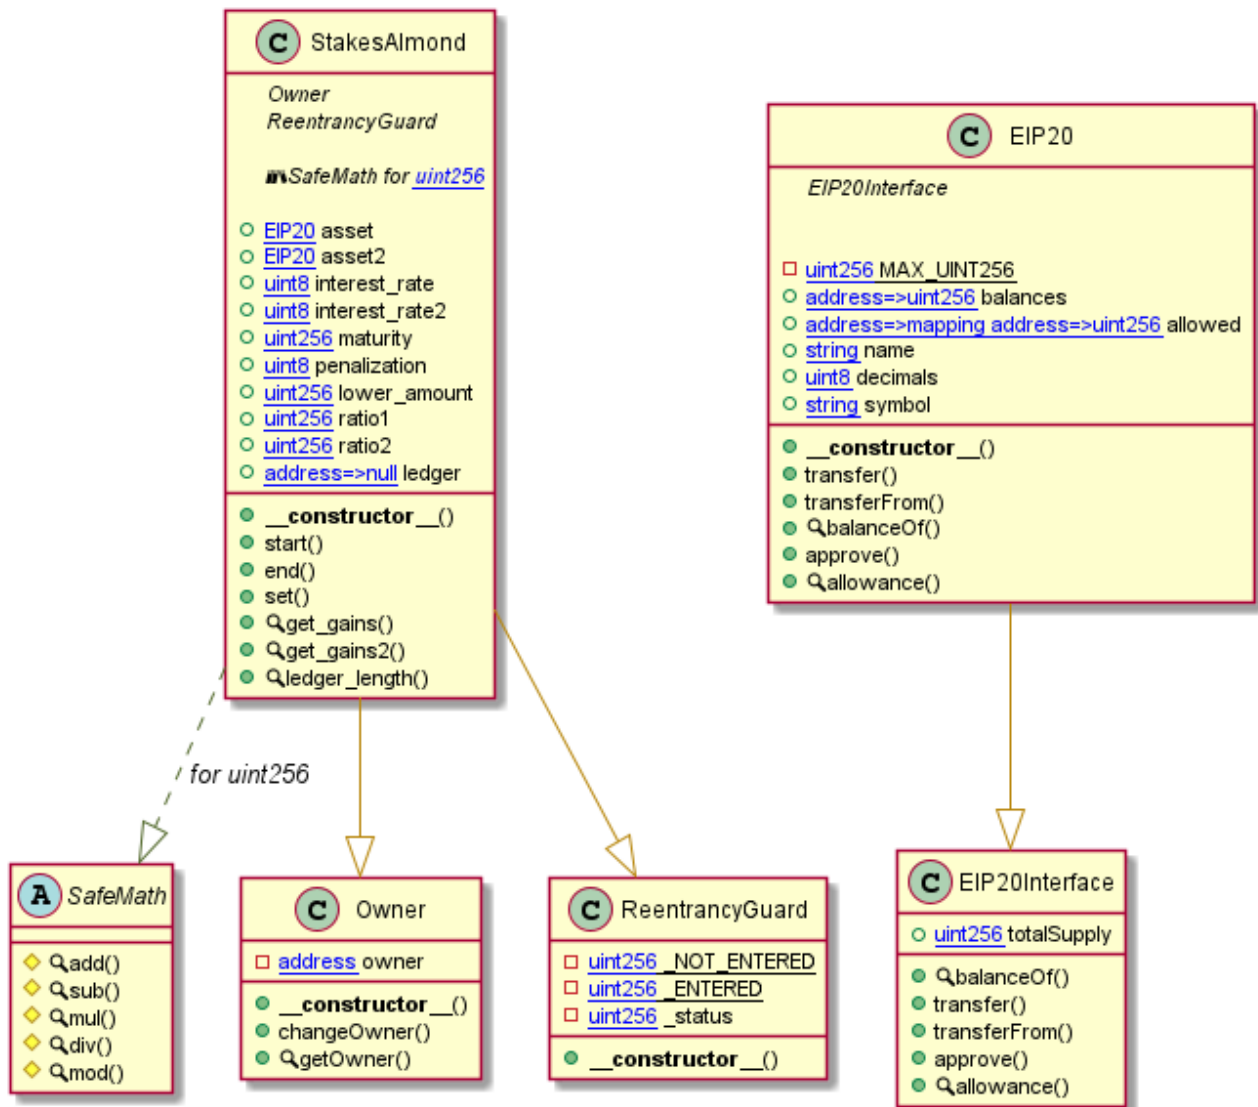 C StakesAlmond
Owner
ReentrancyGuard
SafeMath for uint256
EIP20 asset
EIP20 asset2
uint8 interest_rate
uint8 interest_rate2
uint256 maturity
uint8 penalization
uint256 lower_amount
uint256 ratio1
uint256 ratio2
address=>null ledger
__constructor__()
start()
end()
set()
get_gains()
get_gains2()
ledger_length()
C EIP20
EIP20Interface
uint256 MAX_UINT256
address=>uint256 balances
address=>mapping address=>uint256 allowed
string name
uint8 decimals
string symbol
__constructor__()
transfer()
transferFrom()
balanceOf()
approve()
allowance()
for uint256
A SafeMath
add()
sub()
mul()
div()
mod()
C Owner
address owner
__constructor__()
changeOwner()
getOwner()
C ReentrancyGuard
uint256 _NOT_ENTERED
uint256 _ENTERED
uint256 _status
__constructor__()
C EIP20Interface
uint256 totalSupply
balanceOf()
transfer()
transferFrom()
approve()
allowance()